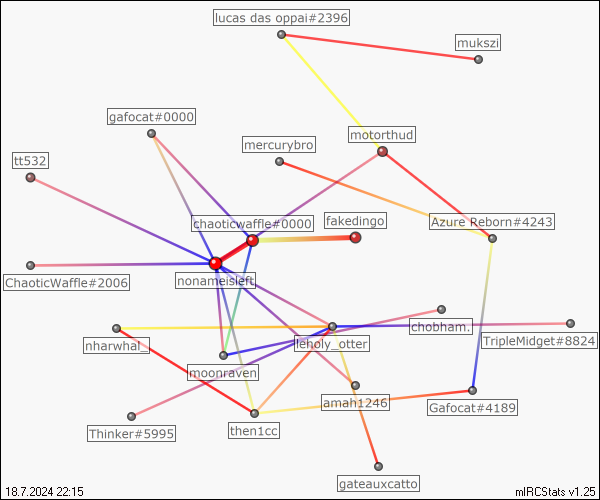 lucas das oppai#2396
mukszi
gafocat#0000
motorthud
mercurybro
tt532
chaoticwaffle#0000
fakedingo
Azure Reborn#4243
ChaoticWaffle#2006
nonameisleft
chobham.
TripleMidget#8824
nharwhal_
leholy_otter
moonraven
amah1246
Gafocat#4189
Thinker#5995
then1cc
gateauxcatto
18.7.2024 22:15
mIRCStats v1.25